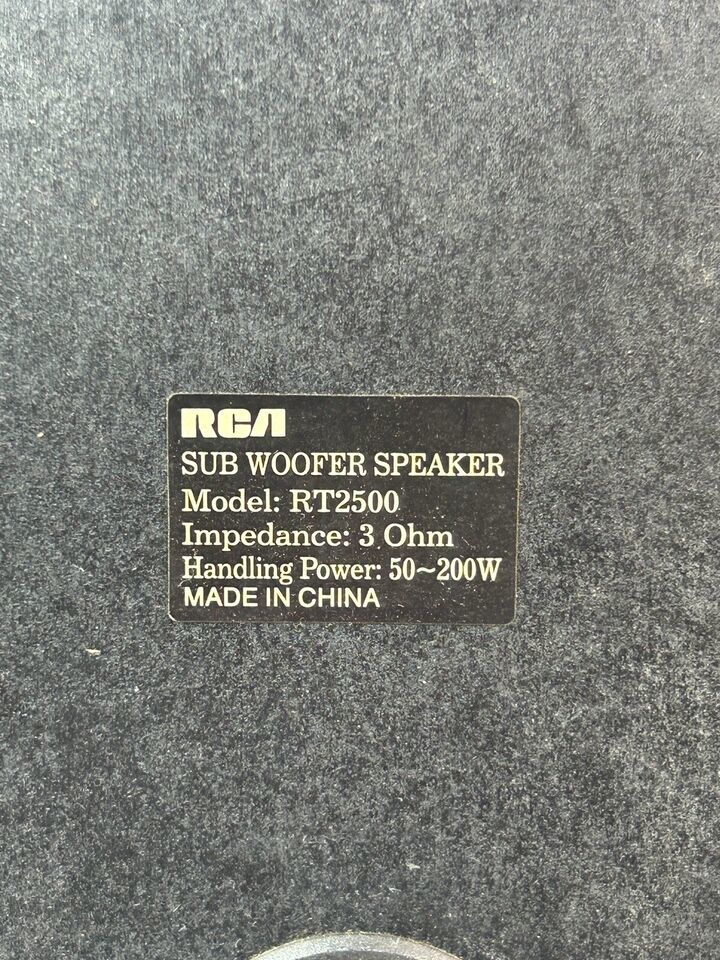 RCA
SUB WOOFER SPEAKER
Model: RT2500
Impedance: 3 Ohm
Handling Power: 50~200W
MADE IN CHINA